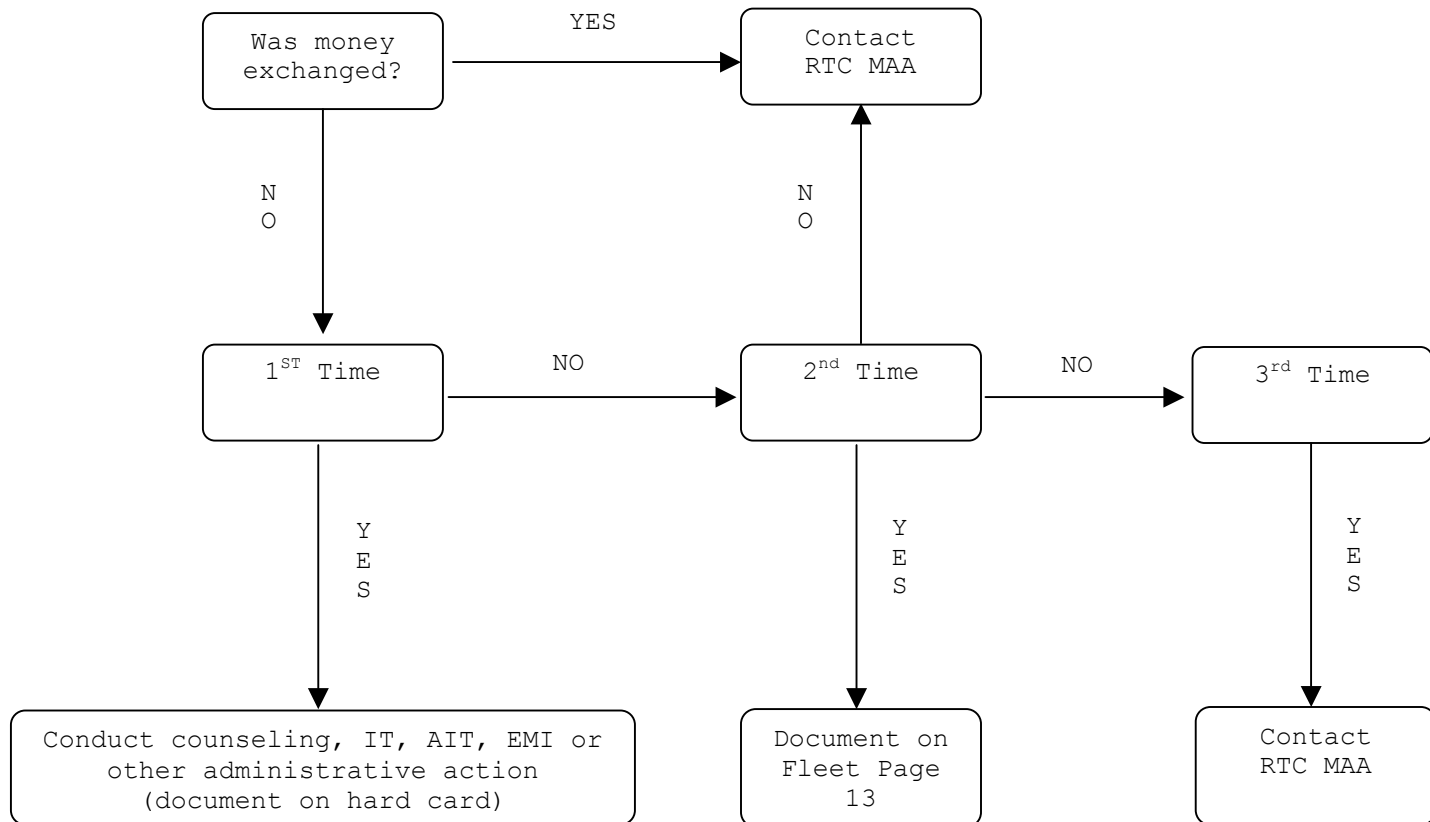 YES
Was money
exchanged?
Contact
RTC MAA
N
O
N
O
1ST Time
NO
2nd Time
NO
3rd Time
Y
E
S
Y
E
S
Y
E
S
Conduct counseling, IT, AIT, EMI or
other administrative action
(document on hard card)
Document on
Fleet Page
13
Contact
RTC MAA